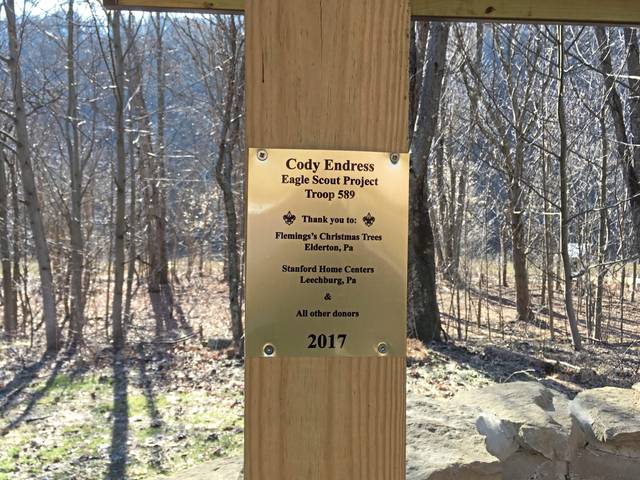 Cody Endress
Eagle Scout Project
Troop 589
Thank you to:
Flemings's Christmas Trees
Elderton, Pa
Stanford Home Centers
Leechburg, Pa
&
All other donors
2017